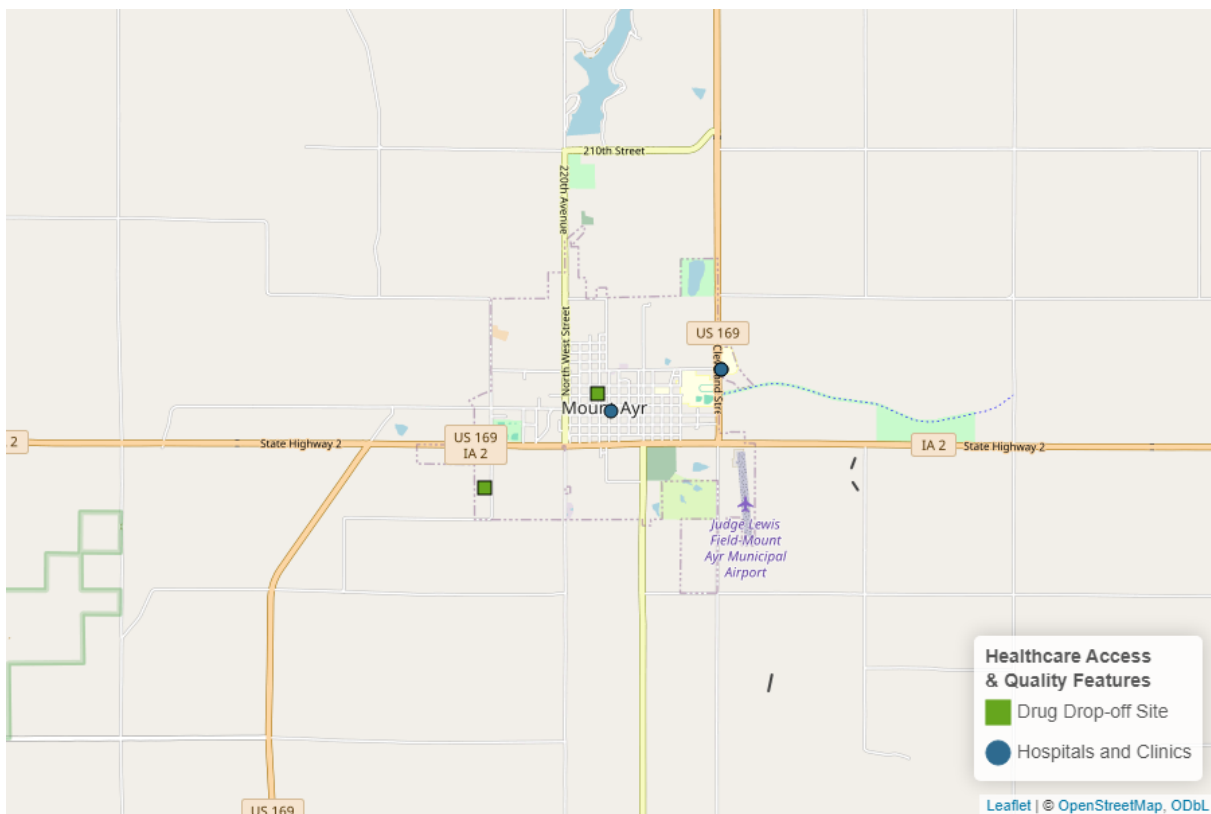 210th Street
220th Avenue
US 169
North West Street
Mount Ayr
2
State Highway 2
US 169
IA 2
IA 2
State Highway 2
Judge Lewis
Field-Mount
Ayr Municipal
Airport
US 169
Healthcare Access
& Quality Features
Drug Drop-off Site
Hospitals and Clinics
Leaflet | © OpenStreetMap, ODbL